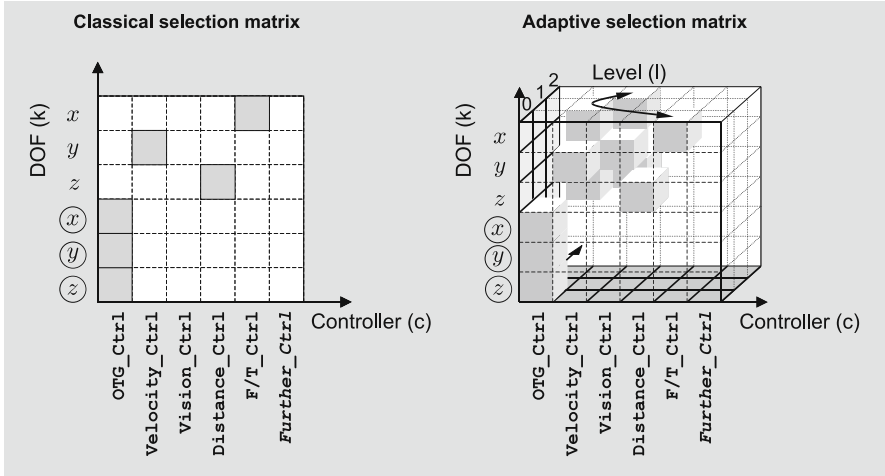 Classical selection matrix
DOF (k)
x
y
z
x
y
z
Controller (c)
OTG_Ctrl
Velocity_Ctrl
Vision_Ctrl
Distance_Ctrl
F/T_Ctrl
Further_Ctrl
Adaptive selection matrix
Level (l)
0
1
2
DOF (k)
x
y
z
x
y
z
Controller (c)
OTG_Ctrl
Velocity_Ctrl
Vision_Ctrl
Distance_Ctrl
F/T_Ctrl
Further_Ctrl